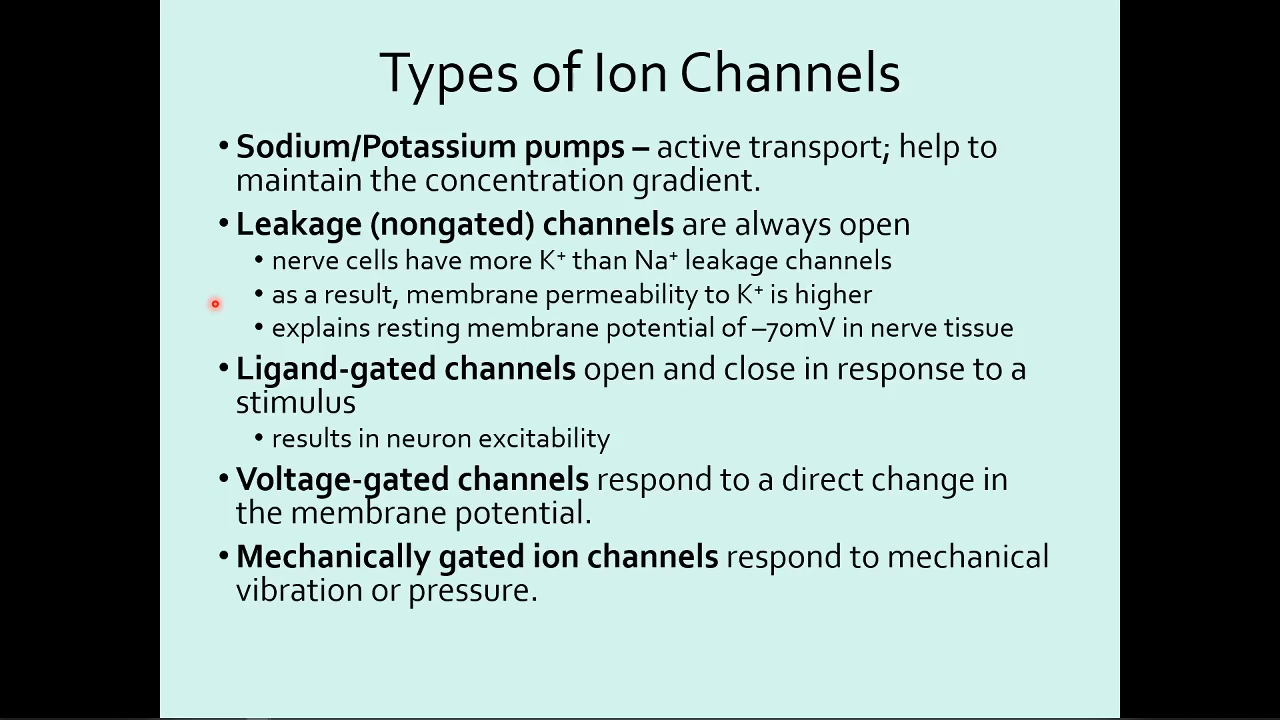 Types of Ion Channels
• Sodium/Potassium pumps – active transport; help to
maintain the concentration gradient.
• Leakage (nongated) channels are always open
• nerve cells have more K⁺ than Na⁺ leakage channels
• as a result, membrane permeability to K⁺ is higher
• explains resting membrane potential of –70mV in nerve tissue
• Ligand-gated channels open and close in response to a
stimulus
• results in neuron excitability
• Voltage-gated channels respond to a direct change in
the membrane potential.
• Mechanically gated ion channels respond to mechanical
vibration or pressure.